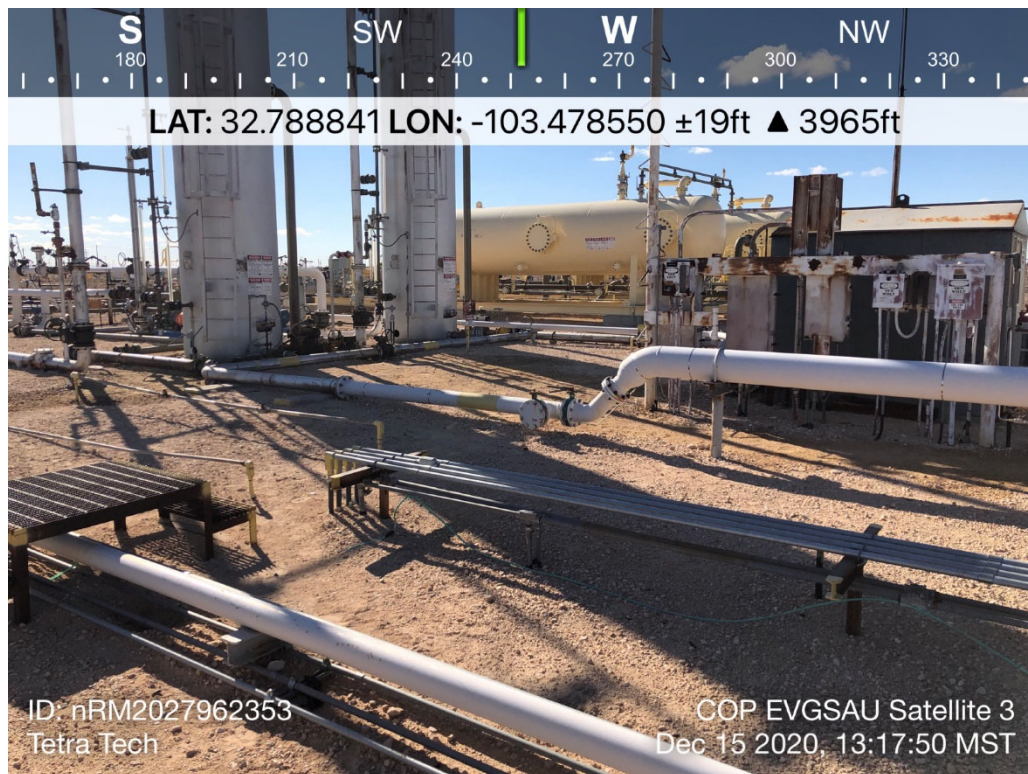 S SW W NW
180 210 240 270 300 330
LAT: 32.788841 LON: -103.478550 ±19ft ▲ 3965ft
ID: nRM2027962353
Tetra Tech
COP EVGSAU Satellite 3
Dec 15 2020, 13:17:50 MST